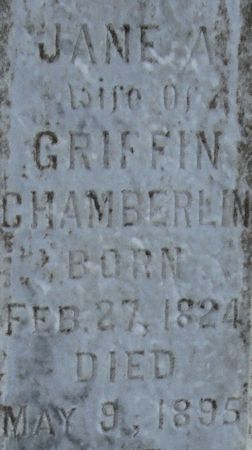 JANE A
Wife Of
GRIFFIN
CHAMBERLIN
BORN
FEB. 27, 1824
DIED
MAY 9, 1895